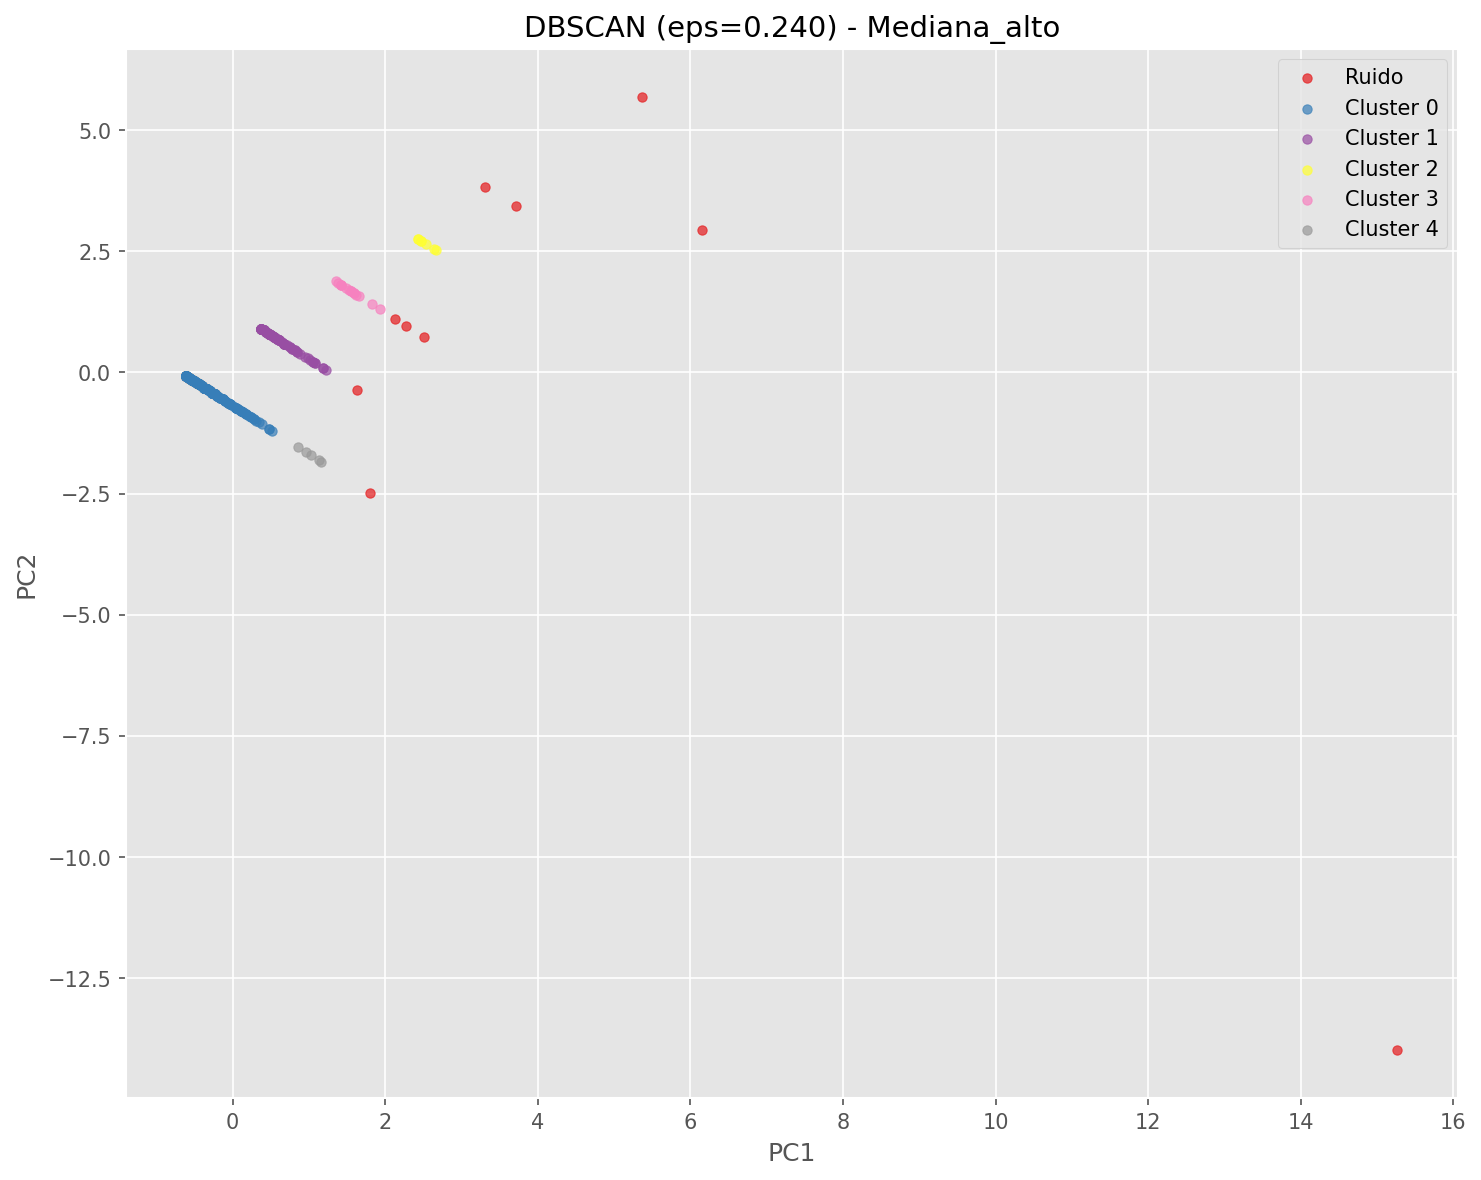 DBSCAN (eps=0.240) - Mediana_alto
Ruido
Cluster 0
Cluster 1
Cluster 2
Cluster 3
Cluster 4
5.0
2.5
0.0
−2.5
−5.0
−7.5
−10.0
−12.5
PC2
0 2 4 6 8 10 12 14 16
PC1